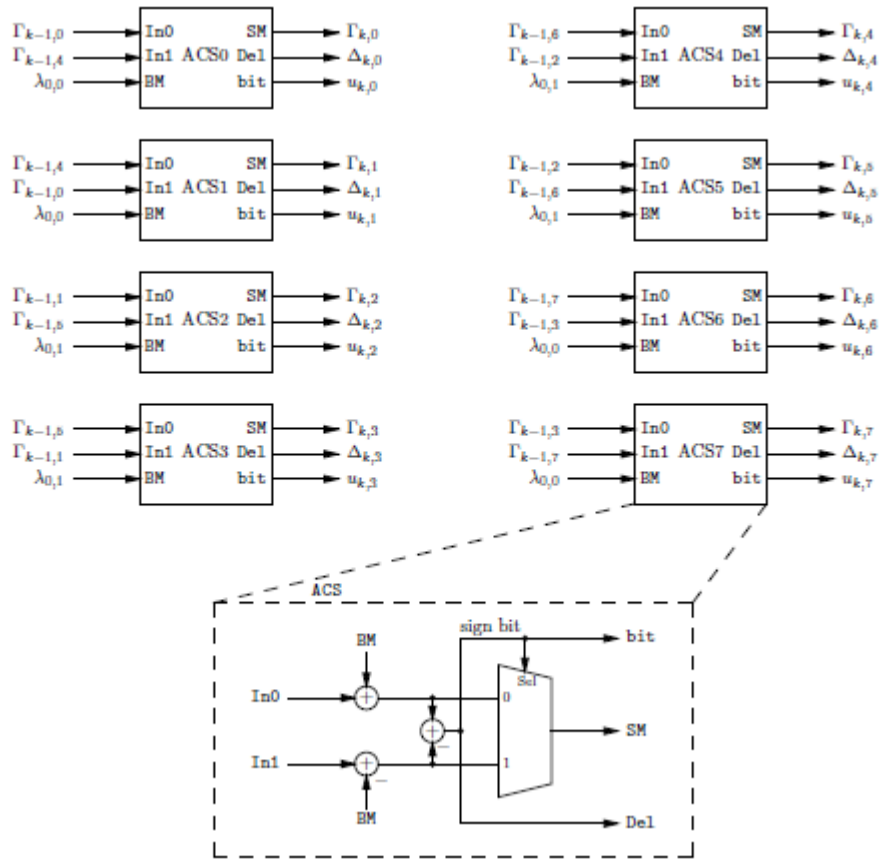 Γk−1,0 In0 SM Γk,0
Γk−1,4 In1 ACS0 Del Δk,0
λ0,0 BM bit uk,0
Γk−1,6 In0 SM Γk,4
Γk−1,2 In1 ACS4 Del Δk,4
λ0,1 BM bit uk,4
Γk−1,4 In0 SM Γk,1
Γk−1,0 In1 ACS1 Del Δk,1
λ0,0 BM bit uk,1
Γk−1,2 In0 SM Γk,5
Γk−1,6 In1 ACS5 Del Δk,5
λ0,1 BM bit uk,5
Γk−1,1 In0 SM Γk,2
Γk−1,5 In1 ACS2 Del Δk,2
λ0,1 BM bit uk,2
Γk−1,7 In0 SM Γk,6
Γk−1,3 In1 ACS6 Del Δk,6
λ0,0 BM bit uk,6
Γk−1,5 In0 SM Γk,3
Γk−1,1 In1 ACS3 Del Δk,3
λ0,1 BM bit uk,3
Γk−1,3 In0 SM Γk,7
Γk−1,7 In1 ACS7 Del Δk,7
λ0,0 BM bit uk,7
ACS
sign bit
bit
BM
Sel
In0 + 0
+ − SM
In1 + − 1
BM
Del